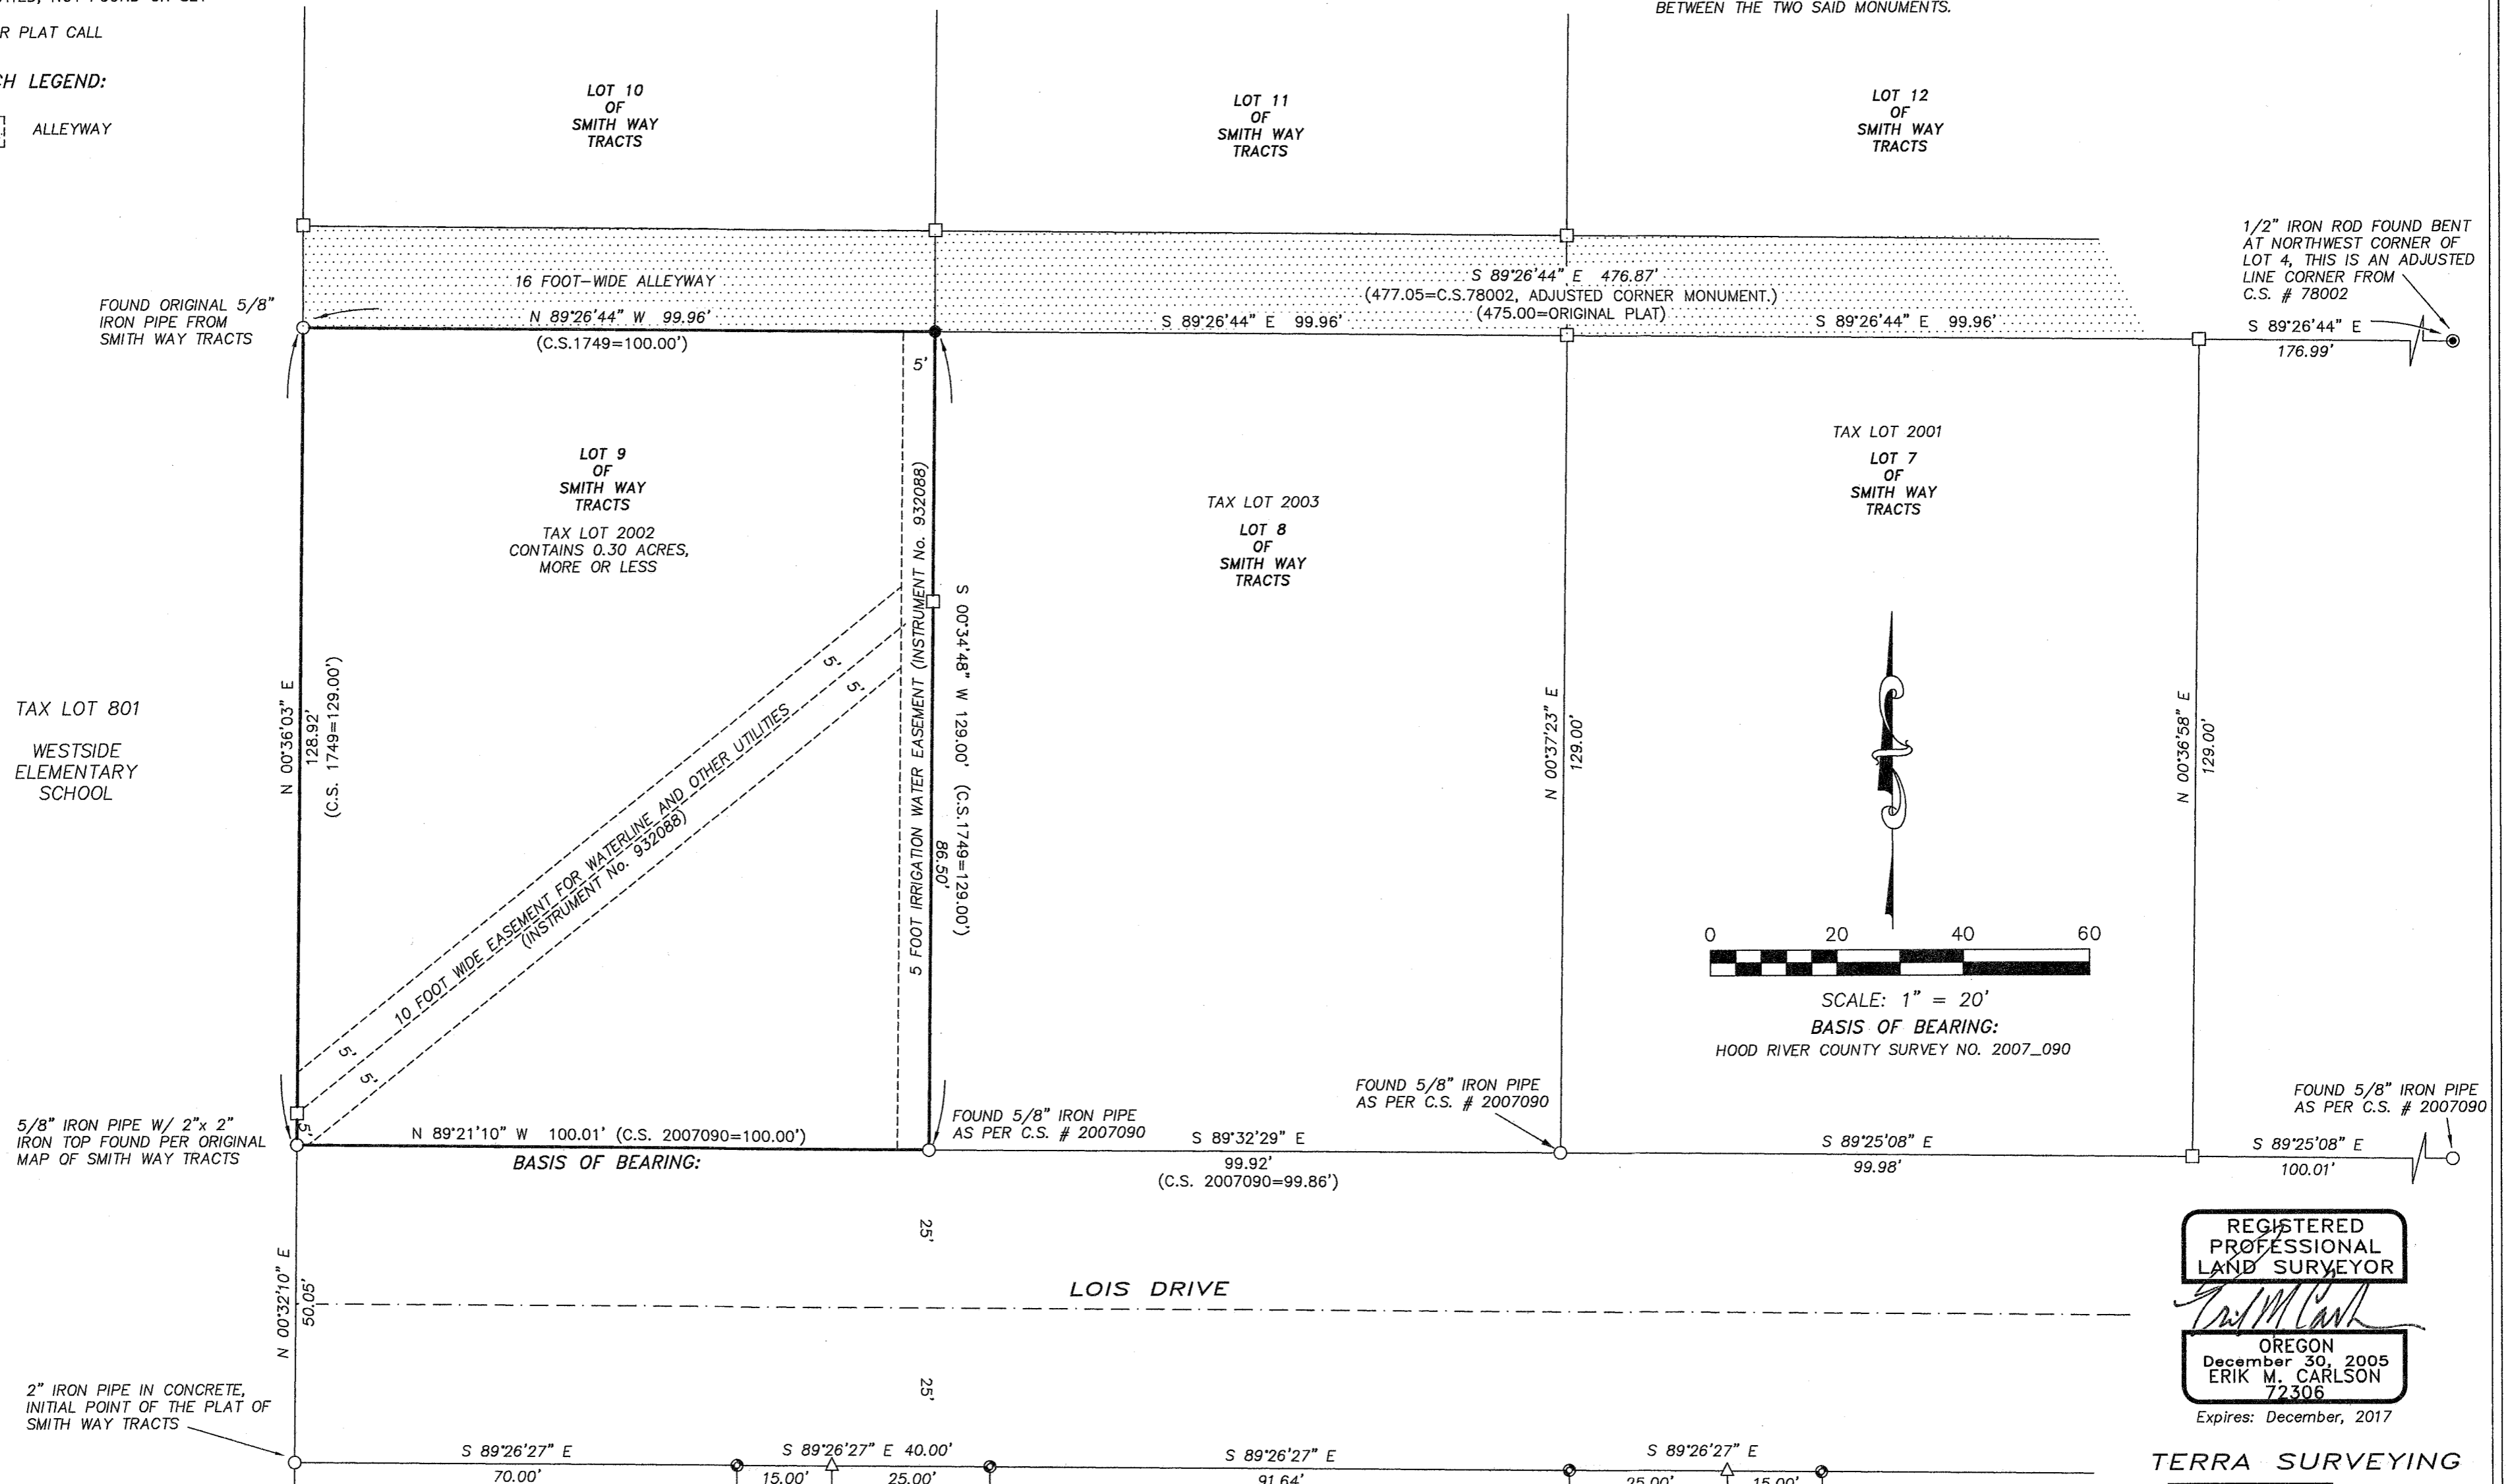 BETWEEN THE TWO SAID MONUMENTS.
R PLAT CALL
CH LEGEND:
ALLEYWAY
LOT 10
OF
SMITH WAY
TRACTS
LOT 11
OF
SMITH WAY
TRACTS
LOT 12
OF
SMITH WAY
TRACTS
1/2" IRON ROD FOUND BENT
AT NORTHWEST CORNER OF
LOT 4, THIS IS AN ADJUSTED
LINE CORNER FROM
C.S. # 78002
16 FOOT-WIDE ALLEYWAY
S 89°26'44" E 476.87'
(477.05=C.S.78002, ADJUSTED CORNER MONUMENT.)
(475.00=ORIGINAL PLAT)
FOUND ORIGINAL 5/8"
IRON PIPE FROM
SMITH WAY TRACTS
N 89°26'44" W 99.96'
(C.S.1749=100.00')
S 89°26'44" E 99.96'
S 89°26'44" E 99.96'
S 89°26'44" E
176.99'
5'
LOT 9
OF
SMITH WAY
TRACTS
TAX LOT 2002
CONTAINS 0.30 ACRES,
MORE OR LESS
TAX LOT 2003
LOT 8
OF
SMITH WAY
TRACTS
TAX LOT 2001
LOT 7
OF
SMITH WAY
TRACTS
TAX LOT 801
WESTSIDE
ELEMENTARY
SCHOOL
N 00°36'03" E
128.92'
(C.S. 1749=129.00')
5'
5'
10 FOOT WIDE EASEMENT FOR WATERLINE AND OTHER UTILITIES
(INSTRUMENT No. 932088)
5'
5'
5'
5 FOOT IRRIGATION WATER EASEMENT (INSTRUMENT No. 932088)
S 00°34'48" W 129.00' (C.S.1749=129.00')
86.50'
N 00°37'23" E
129.00'
N 00°36'58" E
129.00'
0 20 40 60
SCALE: 1" = 20'
BASIS OF BEARING:
HOOD RIVER COUNTY SURVEY NO. 2007_090
5/8" IRON PIPE W/ 2"x 2"
IRON TOP FOUND PER ORIGINAL
MAP OF SMITH WAY TRACTS
N 89°21'10" W 100.01' (C.S. 2007090=100.00')
BASIS OF BEARING:
FOUND 5/8" IRON PIPE
AS PER C.S. # 2007090
S 89°32'29" E
99.92'
(C.S. 2007090=99.86')
FOUND 5/8" IRON PIPE
AS PER C.S. # 2007090
S 89°25'08" E
99.98'
FOUND 5/8" IRON PIPE
AS PER C.S. # 2007090
S 89°25'08" E
100.01'
25'
LOIS DRIVE
25'
N 00°32'10" E
50.05'
2" IRON PIPE IN CONCRETE,
INITIAL POINT OF THE PLAT OF
SMITH WAY TRACTS
S 89°26'27" E
70.00'
S 89°26'27" E 40.00'
15.00'
25.00'
S 89°26'27" E
91.64'
S 89°26'27" E
25.00'
15.00'
REGISTERED
PROFESSIONAL
LAND SURVEYOR
OREGON
December 30, 2005
ERIK M. CARLSON
72306
Expires: December, 2017
TERRA SURVEYING